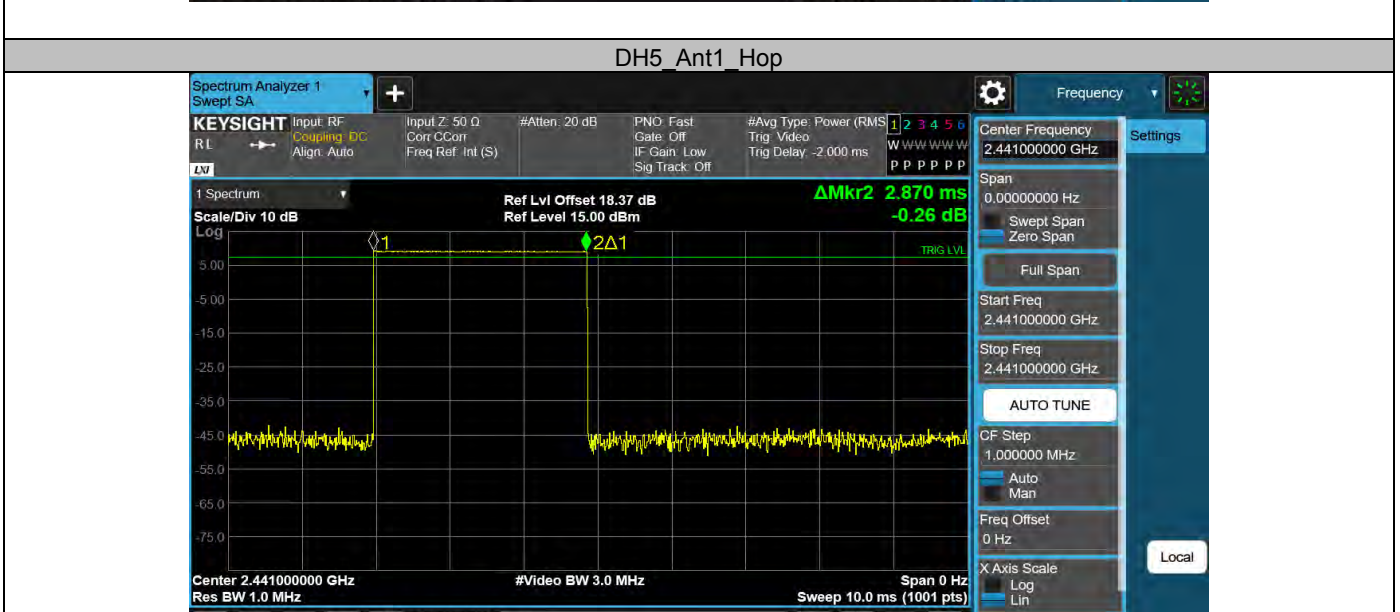 DH5_Ant1_Hop
Spectrum Analyzer 1
Swept SA
+
Frequency
KEYSIGHT
RL
LXI
Input: RF
Coupling: DC
Align: Auto
Input Z: 50 Ω
Corr CCorr
Freq Ref: Int (S)
#Atten: 20 dB
PNO: Fast
Gate: Off
IF Gain: Low
Sig Track: Off
#Avg Type: Power (RMS
Trig: Video
Trig Delay: -2.000 ms
1 2 3 4 5 6
W W W W W W
P P P P P P
1 Spectrum
Scale/Div 10 dB
Log
Ref Lvl Offset 18.37 dB
Ref Level 15.00 dBm
ΔMkr2 2.870 ms
-0.26 dB
1
2Δ1
TRIG LVL
5.00
-5.00
-15.0
-25.0
-35.0
-45.0
-55.0
-65.0
-75.0
Center 2.441000000 GHz
Res BW 1.0 MHz
#Video BW 3.0 MHz
Span 0 Hz
Sweep 10.0 ms (1001 pts)
Center Frequency
2.441000000 GHz
Settings
Span
0.00000000 Hz
Swept Span
Zero Span
Full Span
Start Freq
2.441000000 GHz
Stop Freq
2.441000000 GHz
AUTO TUNE
CF Step
1.000000 MHz
Auto
Man
Freq Offset
0 Hz
X Axis Scale
Log
Lin
Local